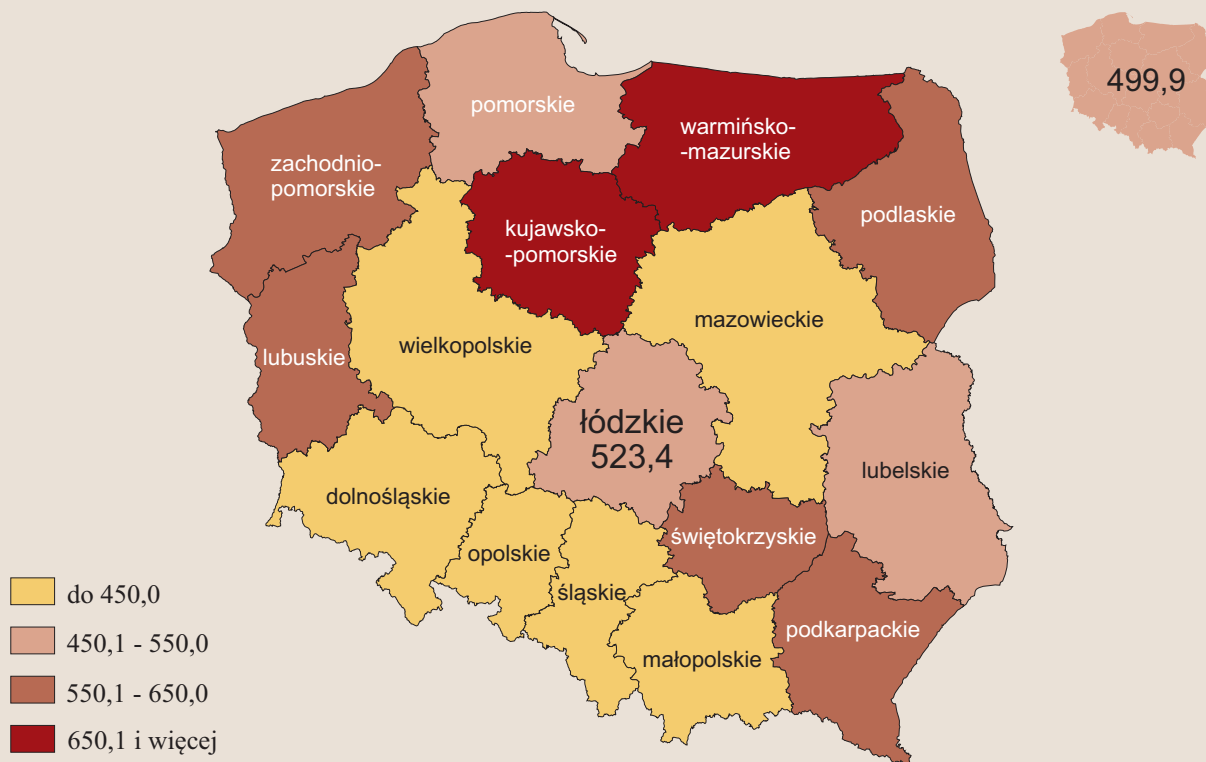 499,9
pomorskie
warmińsko-
-mazurskie
zachodnio-
pomorskie
podlaskie
kujawsko-
-pomorskie
mazowieckie
wielkopolskie
lubuskie
łódzkie
523,4
lubelskie
dolnośląskie
świętokrzyskie
opolskie
śląskie
podkarpackie
małopolskie
do 450,0
450,1 - 550,0
550,1 - 650,0
650,1 i więcej